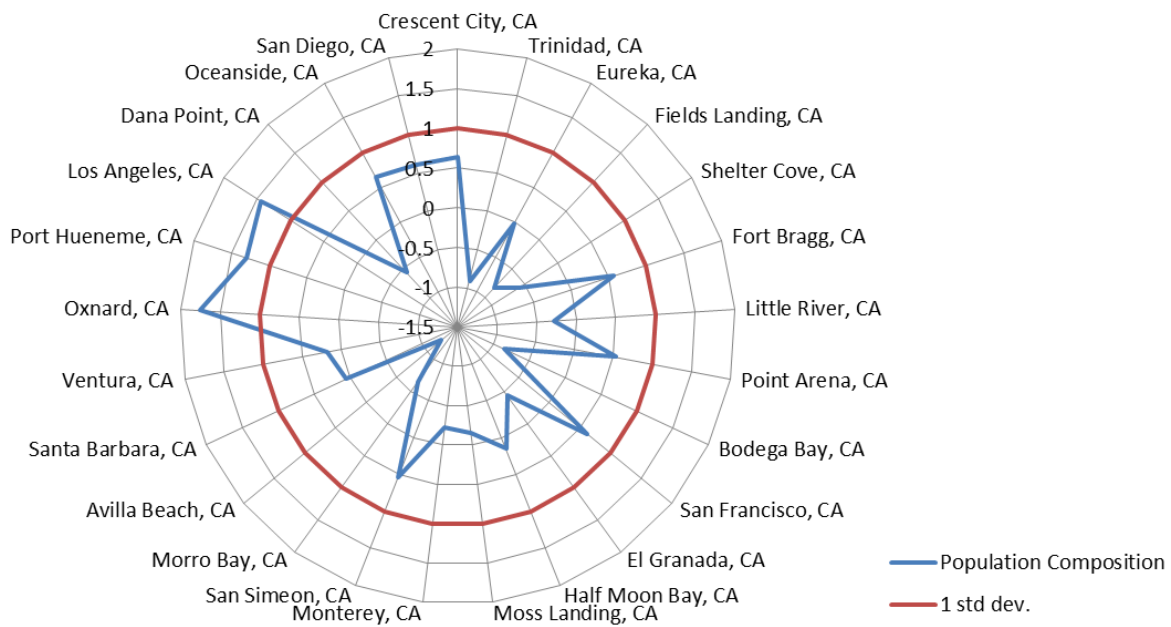 Crescent City, CA
Trinidad, CA
Eureka, CA
Fields Landing, CA
Shelter Cove, CA
Fort Bragg, CA
Little River, CA
Point Arena, CA
Bodega Bay, CA
San Francisco, CA
El Granada, CA
Half Moon Bay, CA
Moss Landing, CA
Monterey, CA
San Simeon, CA
Morro Bay, CA
Avilla Beach, CA
Santa Barbara, CA
Ventura, CA
Oxnard, CA
Port Hueneme, CA
Los Angeles, CA
Dana Point, CA
Oceanside, CA
San Diego, CA
2
1.5
1
0.5
0
-0.5
-1
-1.5
Population Composition
1 std dev.